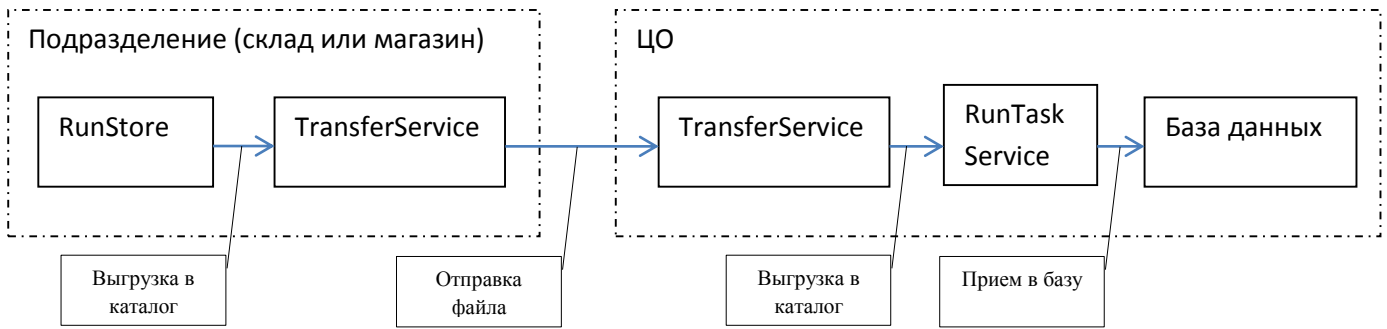 Подразделение (склад или магазин)
ЦО
RunStore
TransferService
TransferService
RunTask
Service
База данных
Выгрузка в
каталог
Отправка
файла
Выгрузка в
каталог
Прием в базу